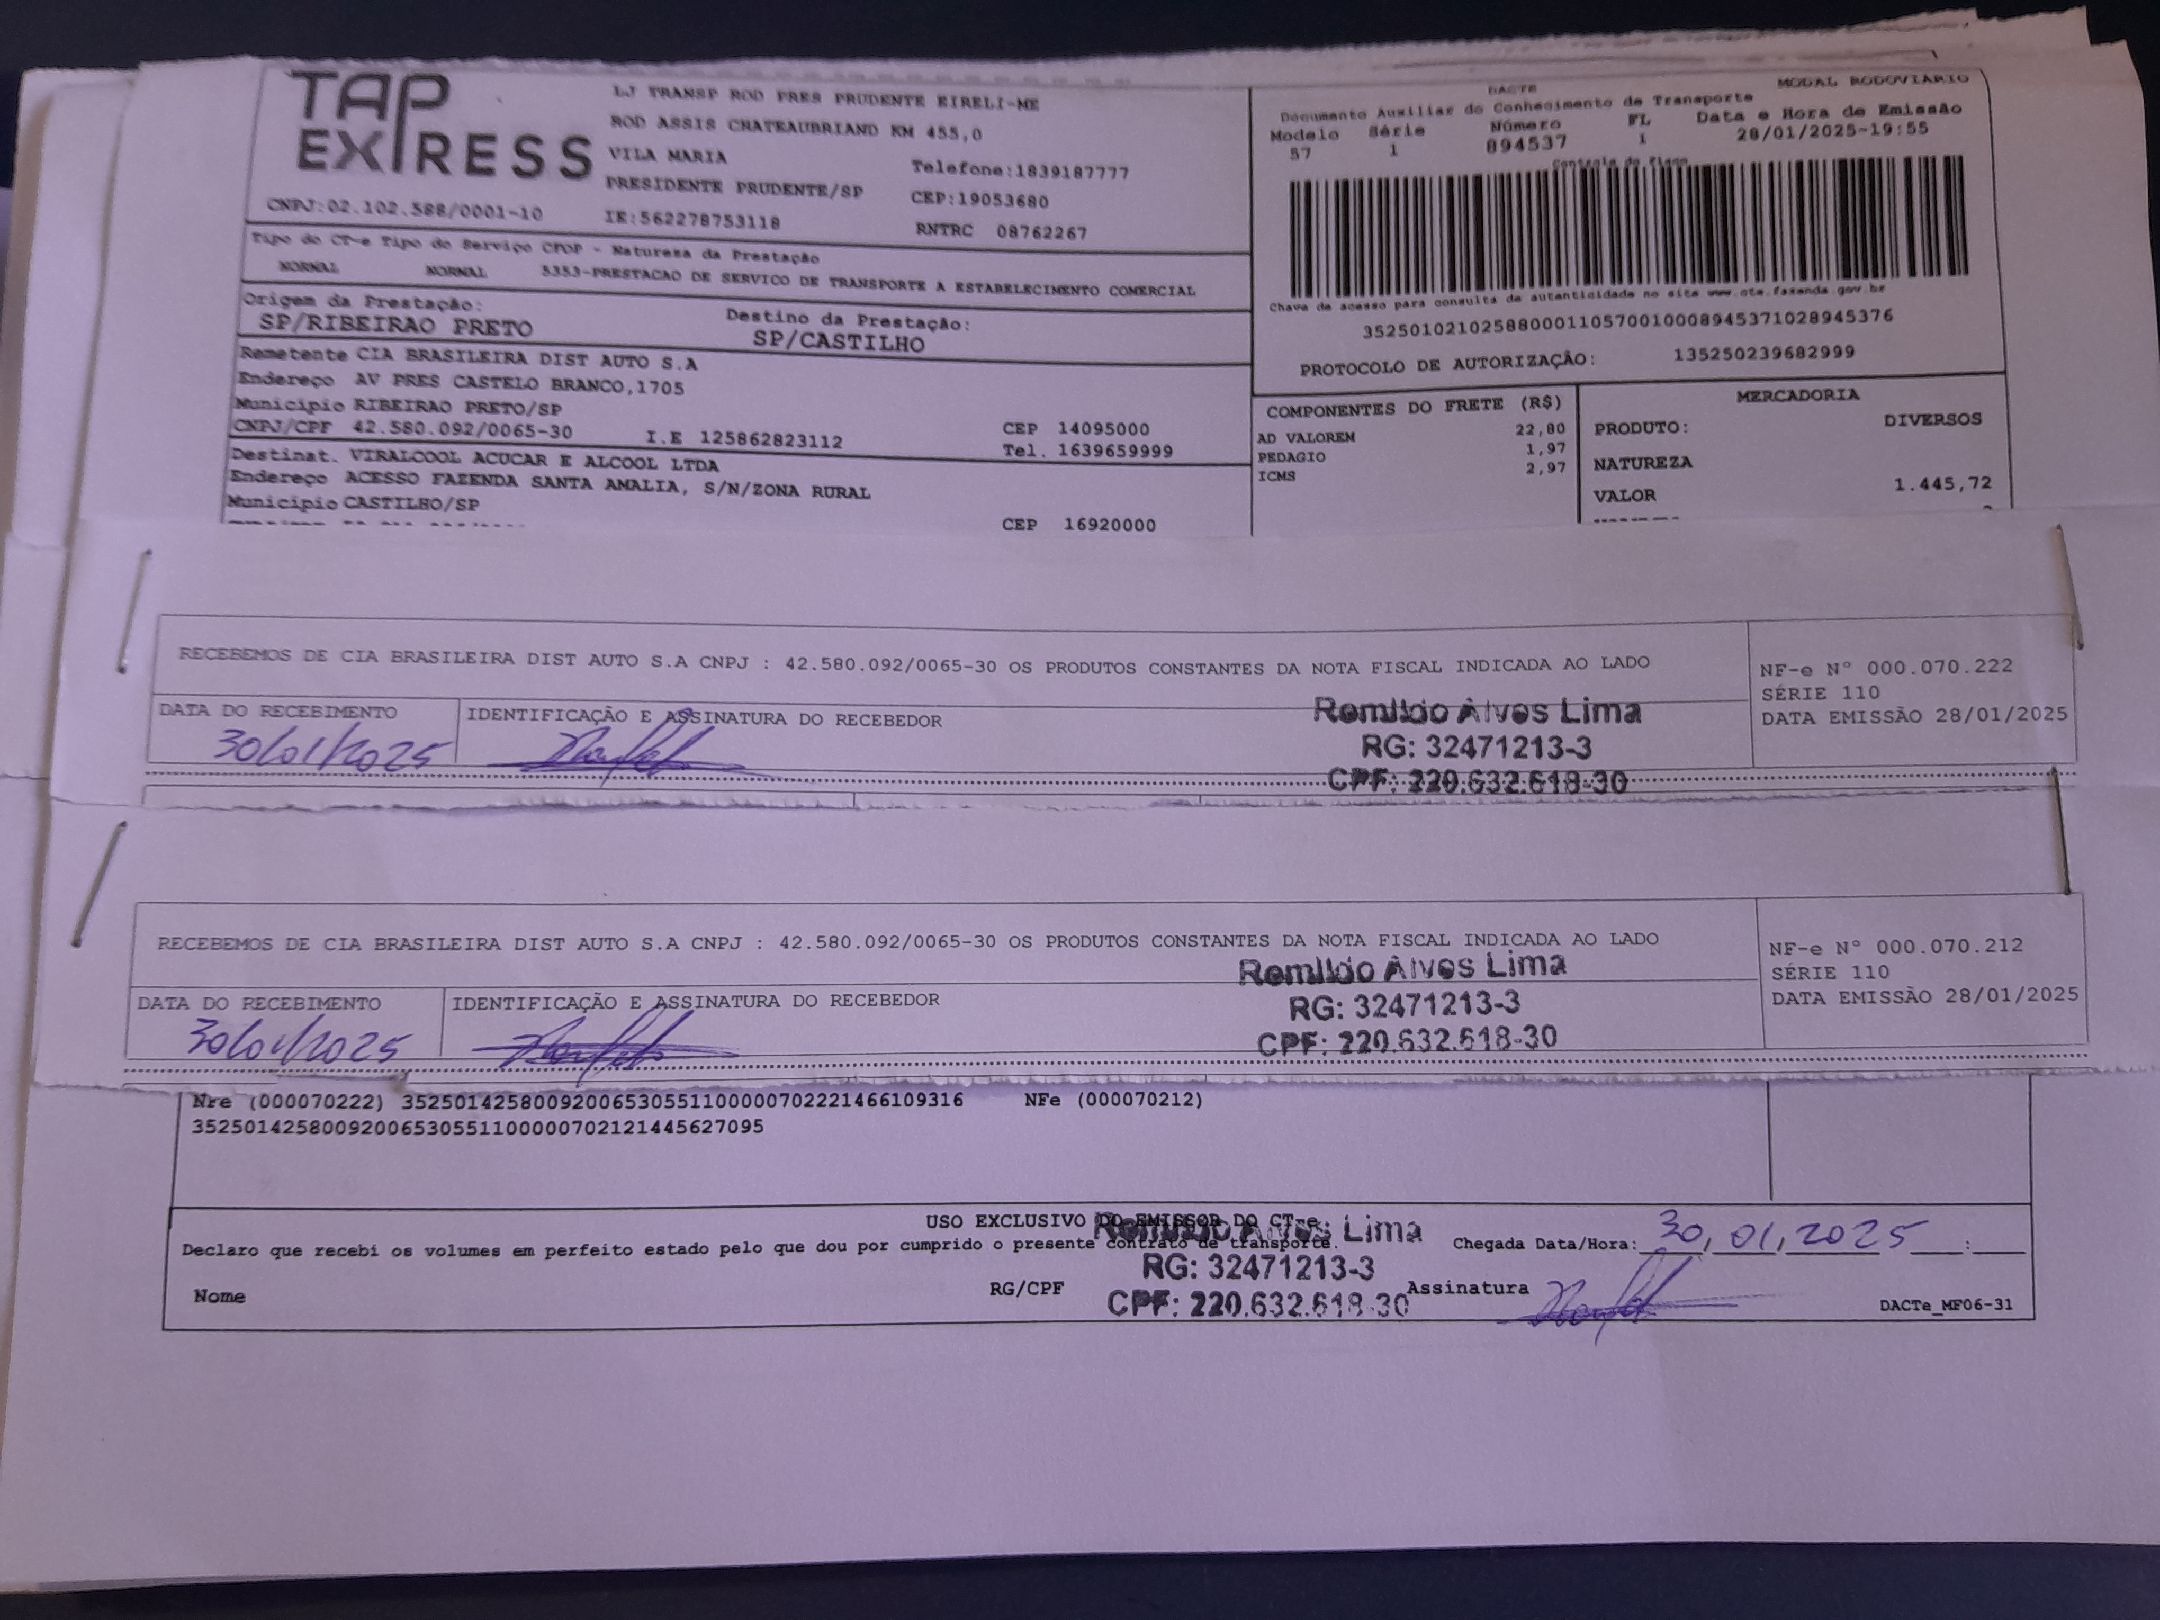 TAP EXPRESS
LJ TRANSP ROD PRES PRUDENTE EIRELI-ME
ROD ASSIS CHATEAUBRIAND KM 455,0
VILA MARIA
Telefone:1839187777
PRESIDENTE PRUDENTE/SP
CEP:19053680
CNPJ:02.102.588/0001-10
IE:562278753118
RNTRC 08762267
DACTE
MODAL RODOVIARIO
Documento Auxiliar do Conhecimento de Transporte
Modelo Série Número FL Data e Hora de Emissão
57 1 894537 1 28/01/2025-19:55
Controle do Fisco
Chave de acesso para consulta de autenticidade no site www.cte.fazenda.gov.br
35250102102588000110570010008945371028945376
PROTOCOLO DE AUTORIZAÇÃO: 135250239682999
Tipo do CT-e Tipo do Serviço CFOP - Natureza da Prestação
NORMAL NORMAL 5353-PRESTACAO DE SERVICO DE TRANSPORTE A ESTABELECIMENTO COMERCIAL
Origem da Prestação: Destino da Prestação:
SP/RIBEIRAO PRETO SP/CASTILHO
Remetente CIA BRASILEIRA DIST AUTO S.A
Endereço AV PRES CASTELO BRANCO,1705
Município RIBEIRAO PRETO/SP CEP 14095000
CNPJ/CPF 42.580.092/0065-30 I.E 125862823112 Tel. 1639659999
Destinat. VIRALCOOL ACUCAR E ALCOOL LTDA
Endereço ACESSO FAZENDA SANTA AMALIA, S/N/ZONA RURAL
Município CASTILHO/SP
CEP 16920000
COMPONENTES DO FRETE (R$)
AD VALOREM 22,80
PEDAGIO 1,97
ICMS 2,97
MERCADORIA
PRODUTO: DIVERSOS
NATUREZA
VALOR 1.445,72
RECEBEMOS DE CIA BRASILEIRA DIST AUTO S.A CNPJ : 42.580.092/0065-30 OS PRODUTOS CONSTANTES DA NOTA FISCAL INDICADA AO LADO
NF-e Nº 000.070.222
SÉRIE 110
DATA EMISSÃO 28/01/2025
DATA DO RECEBIMENTO
30/01/2025
IDENTIFICAÇÃO E ASSINATURA DO RECEBEDOR
Romildo Alves Lima
RG: 32471213-3
CPF: 220.632.618-30
RECEBEMOS DE CIA BRASILEIRA DIST AUTO S.A CNPJ : 42.580.092/0065-30 OS PRODUTOS CONSTANTES DA NOTA FISCAL INDICADA AO LADO
NF-e Nº 000.070.212
SÉRIE 110
DATA EMISSÃO 28/01/2025
DATA DO RECEBIMENTO
30/01/2025
IDENTIFICAÇÃO E ASSINATURA DO RECEBEDOR
Romildo Alves Lima
RG: 32471213-3
CPF: 220.632.618-30
NFe (000070222) 35250142580092006530551100000702221466109316 NFe (000070212)
35250142580092006530551100000702121445627095
USO EXCLUSIVO DO EMISSOR DO CT-e
Declaro que recebi os volumes em perfeito estado pelo que dou por cumprido o presente contrato de transporte.
Romildo Alves Lima
RG: 32471213-3
CPF: 220.632.618-30
Chegada Data/Hora: 30, 01, 2025 :
Nome RG/CPF Assinatura
DACTe_MF06-31